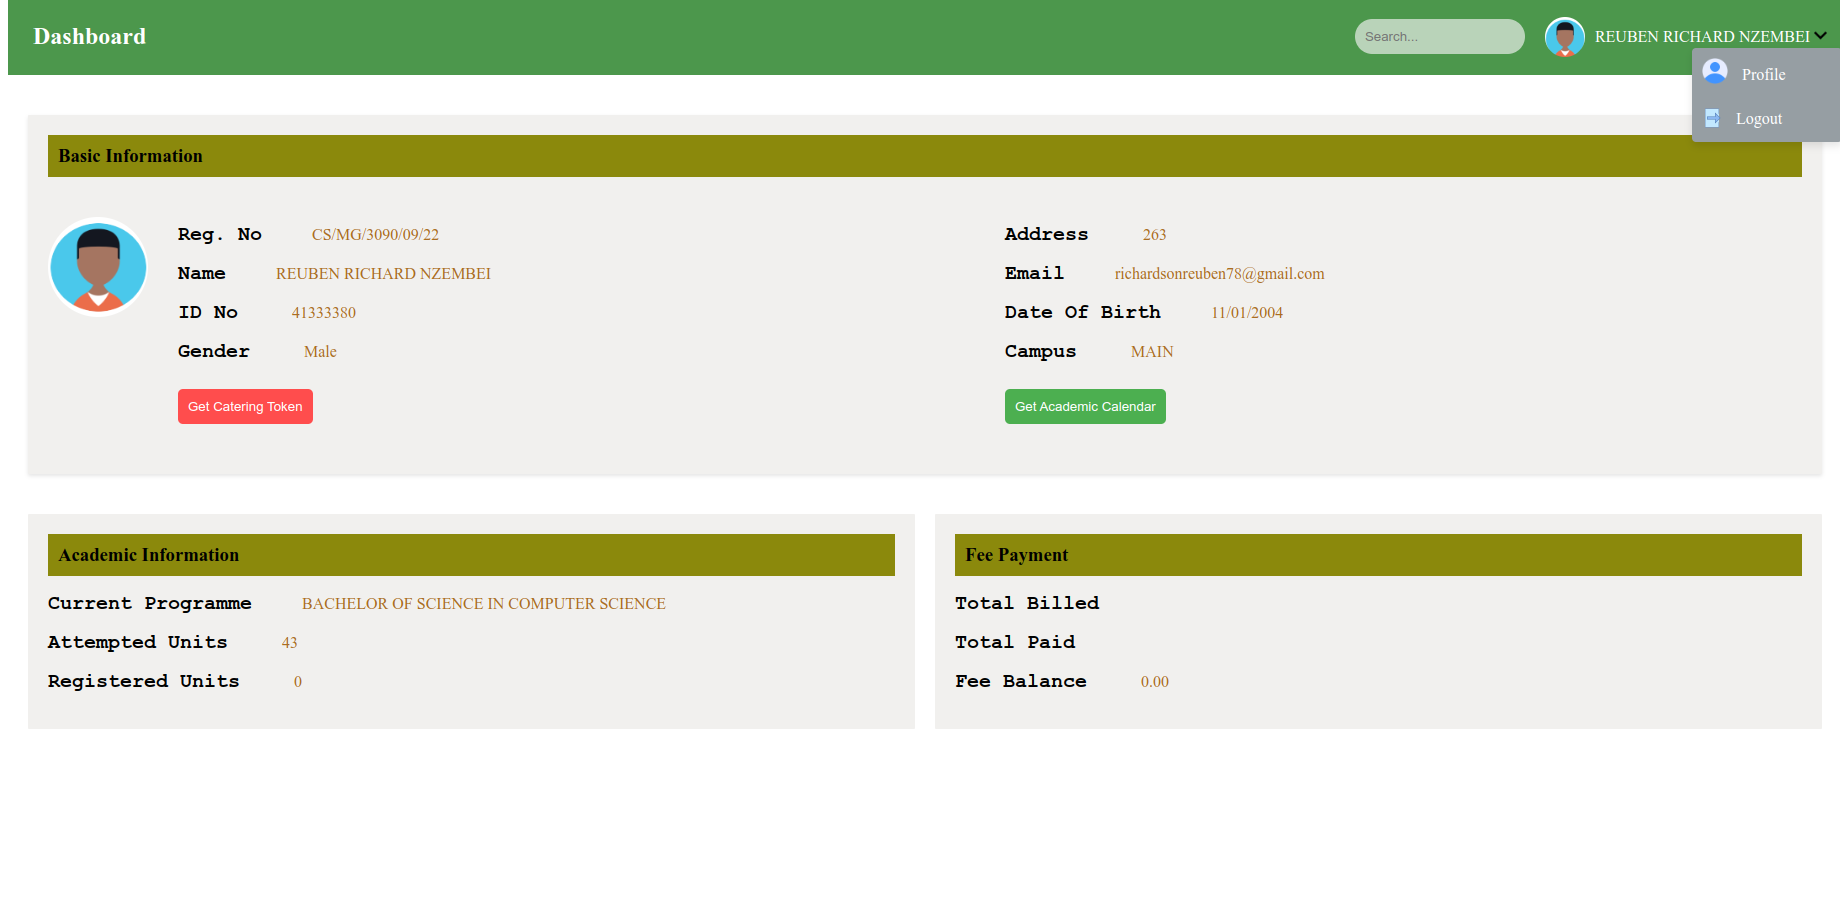 Dashboard
Search...
REUBEN RICHARD NZEMBEI
Profile
Logout
Basic Information
Reg. No CS/MG/3090/09/22
Name REUBEN RICHARD NZEMBEI
ID No 41333380
Gender Male
Get Catering Token
Address 263
Email richardsonreuben78@gmail.com
Date Of Birth 11/01/2004
Campus MAIN
Get Academic Calendar
Academic Information
Current Programme BACHELOR OF SCIENCE IN COMPUTER SCIENCE
Attempted Units 43
Registered Units 0
Fee Payment
Total Billed
Total Paid
Fee Balance 0.00